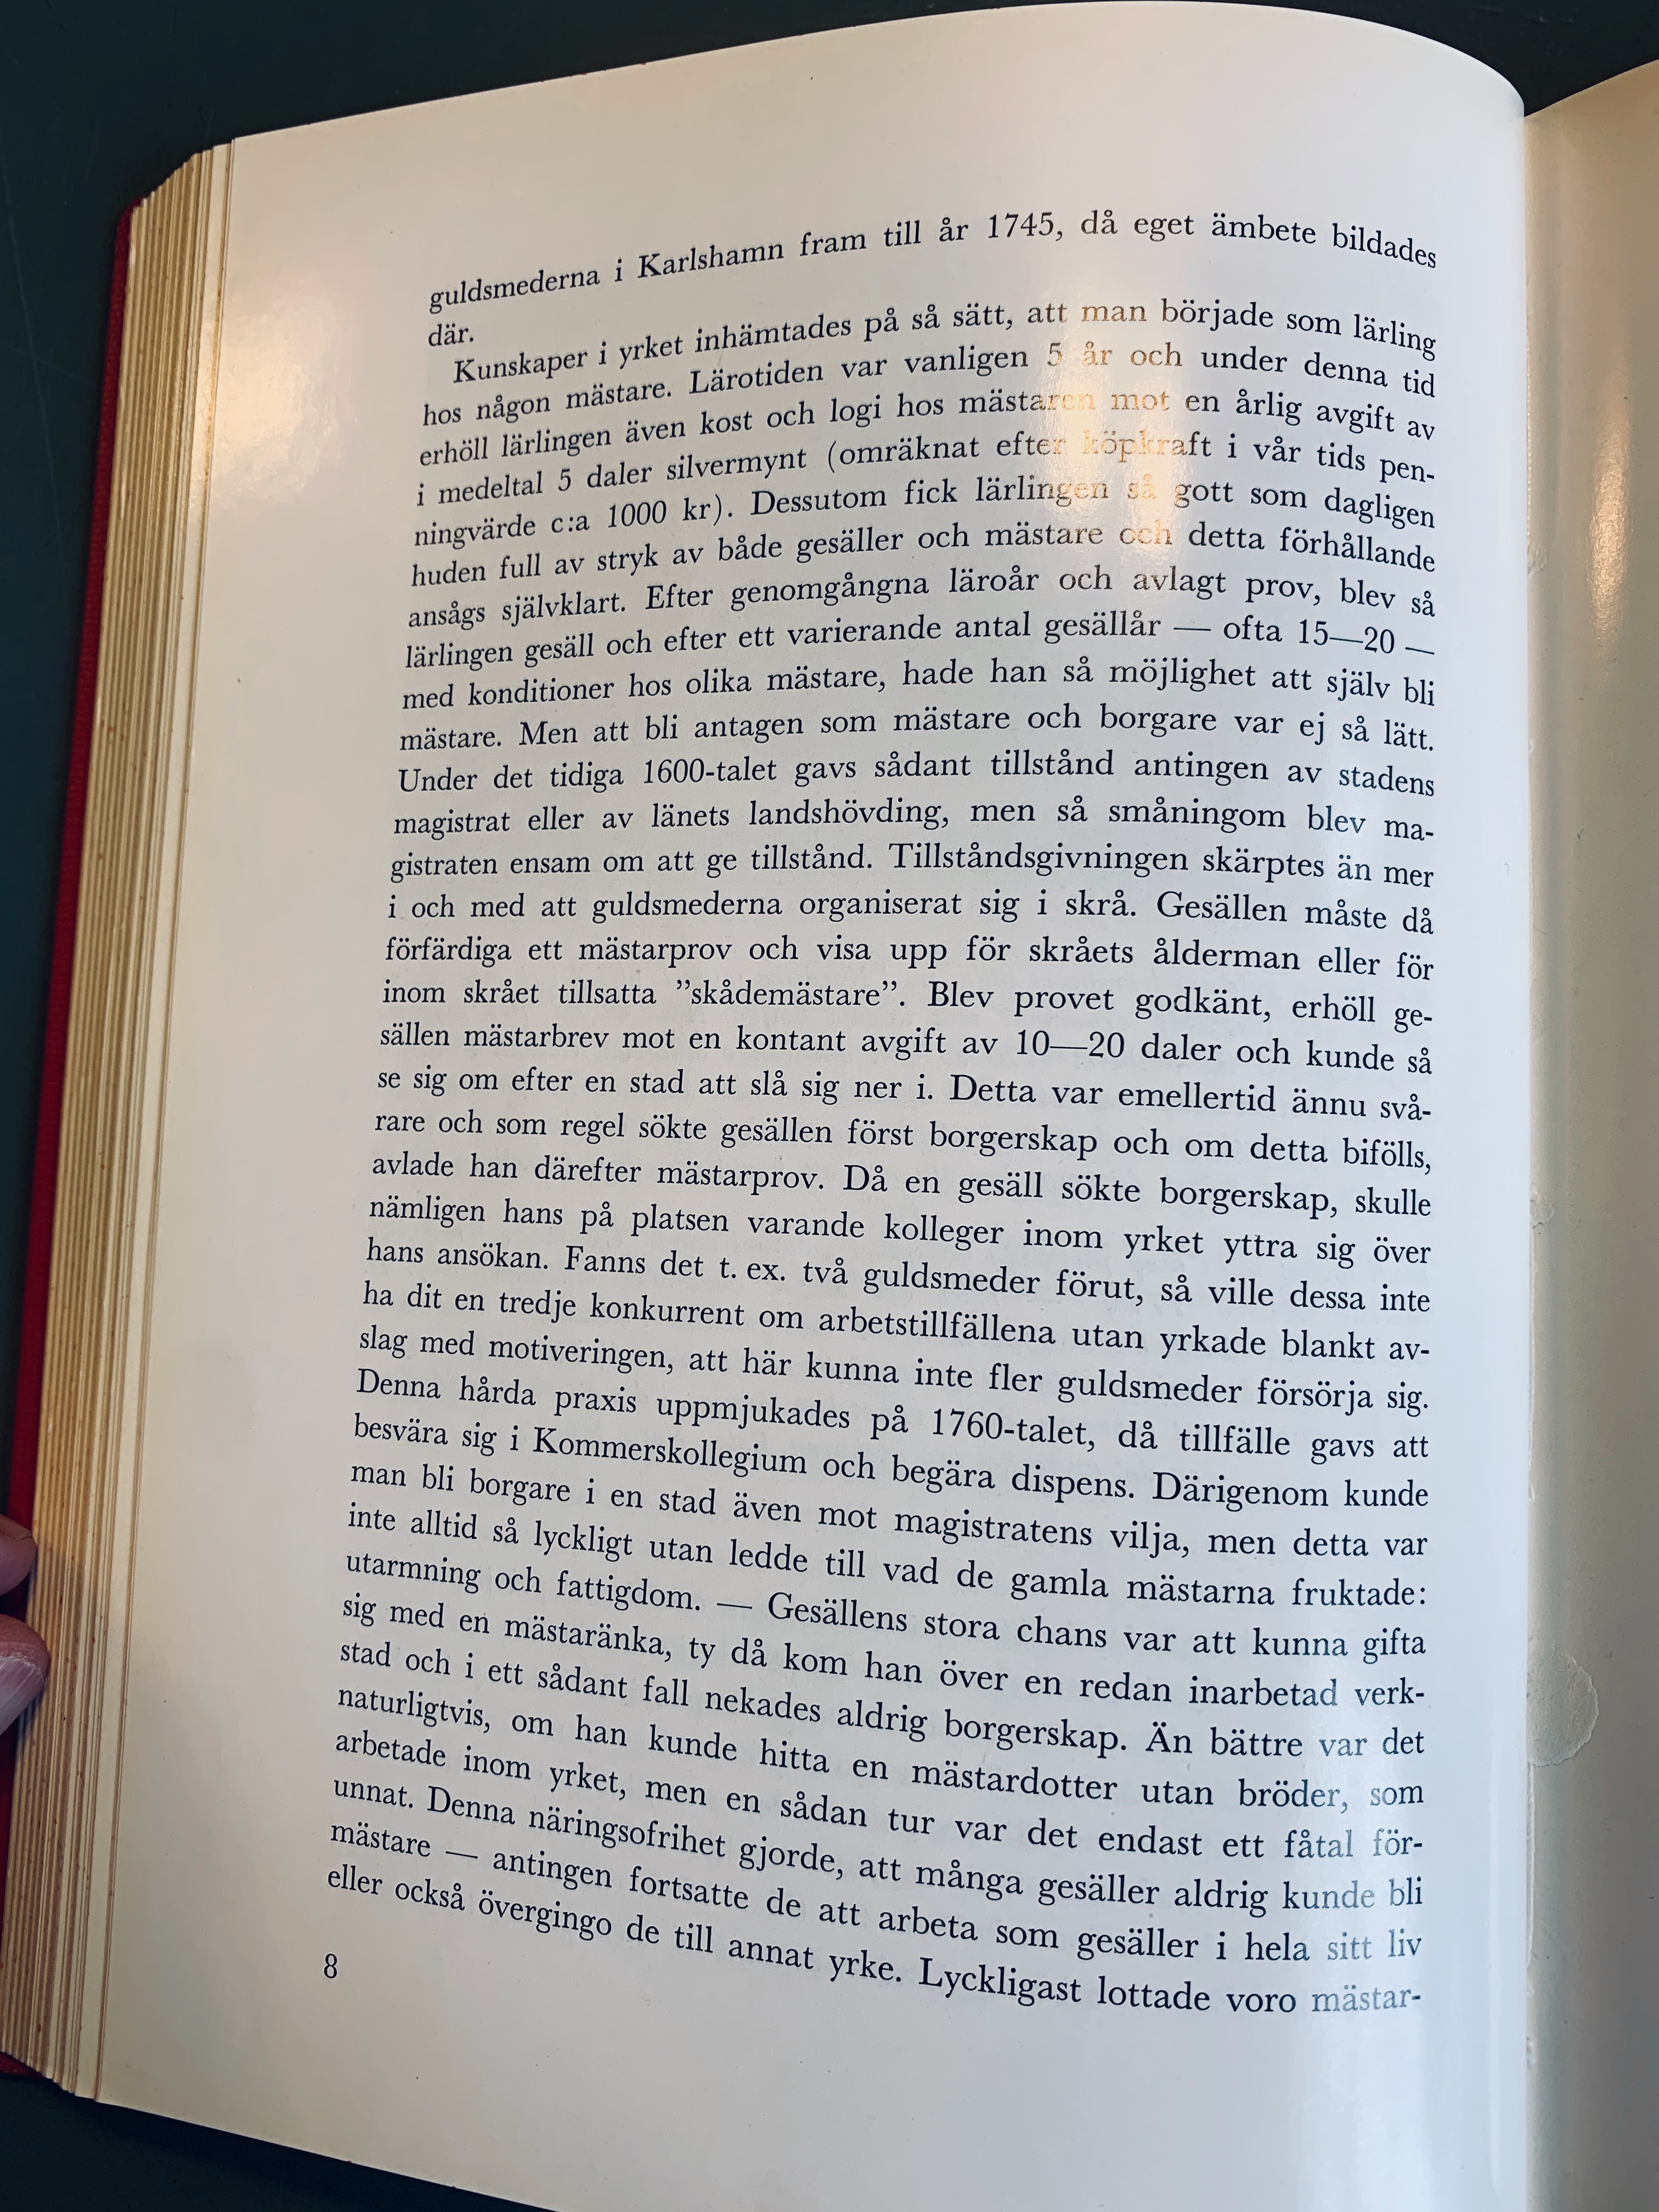 guldsmederna i Karlshamn fram till år 1745, då eget ämbete bildades
där.
Kunskaper i yrket inhämtades på så sätt, att man började som lärling
hos någon mästare. Lärotiden var vanligen 5 år och under denna tid
erhöll lärlingen även kost och logi hos mästaren mot en årlig avgift av
i medeltal 5 daler silvermynt (omräknat efter köpkraft i vår tids pen-
ningvärde c:a 1000 kr). Dessutom fick lärlingen så gott som dagligen
huden full av stryk av både gesäller och mästare och detta förhållande
ansågs självklart. Efter genomgångna läroår och avlagt prov, blev så
lärlingen gesäll och efter ett varierande antal gesällår — ofta 15—20 —
med konditioner hos olika mästare, hade han så möjlighet att själv bli
mästare. Men att bli antagen som mästare och borgare var ej så lätt.
Under det tidiga 1600-talet gavs sådant tillstånd antingen av stadens
magistrat eller av länets landshövding, men så småningom blev ma-
gistraten ensam om att ge tillstånd. Tillståndsgivningen skärptes än mer
i och med att guldsmederna organiserat sig i skrå. Gesällen måste då
förfärdiga ett mästarprov och visa upp för skråets ålderman eller för
inom skrået tillsatta ”skådemästare”. Blev provet godkänt, erhöll ge-
sällen mästarbrev mot en kontant avgift av 10—20 daler och kunde så
se sig om efter en stad att slå sig ner i. Detta var emellertid ännu svå-
rare och som regel sökte gesällen först borgerskap och om detta bifölls,
avlade han därefter mästarprov. Då en gesäll sökte borgerskap, skulle
nämligen hans på platsen varande kolleger inom yrket yttra sig över
hans ansökan. Fanns det t. ex. två guldsmeder förut, så ville dessa inte
ha dit en tredje konkurrent om arbetstillfällena utan yrkade blankt av-
slag med motiveringen, att här kunna inte fler guldsmeder försörja sig.
Denna hårda praxis uppmjukades på 1760-talet, då tillfälle gavs att
besvära sig i Kommerskollegium och begära dispens. Därigenom kunde
man bli borgare i en stad även mot magistratens vilja, men detta var
inte alltid så lyckligt utan ledde till vad de gamla mästarna fruktade:
utarmning och fattigdom. — Gesällens stora chans var att kunna gifta
sig med en mästaränka, ty då kom han över en redan inarbetad verk-
stad och i ett sådant fall nekades aldrig borgerskap. Än bättre var det
naturligtvis, om han kunde hitta en mästardotter utan bröder, som
arbetade inom yrket, men en sådan tur var det endast ett fåtal för-
unnat. Denna näringsofrihet gjorde, att många gesäller aldrig kunde bli
mästare — antingen fortsatte de att arbeta som gesäller i hela sitt liv
eller också övergingo de till annat yrke. Lyckligast lottade voro mästar-
8